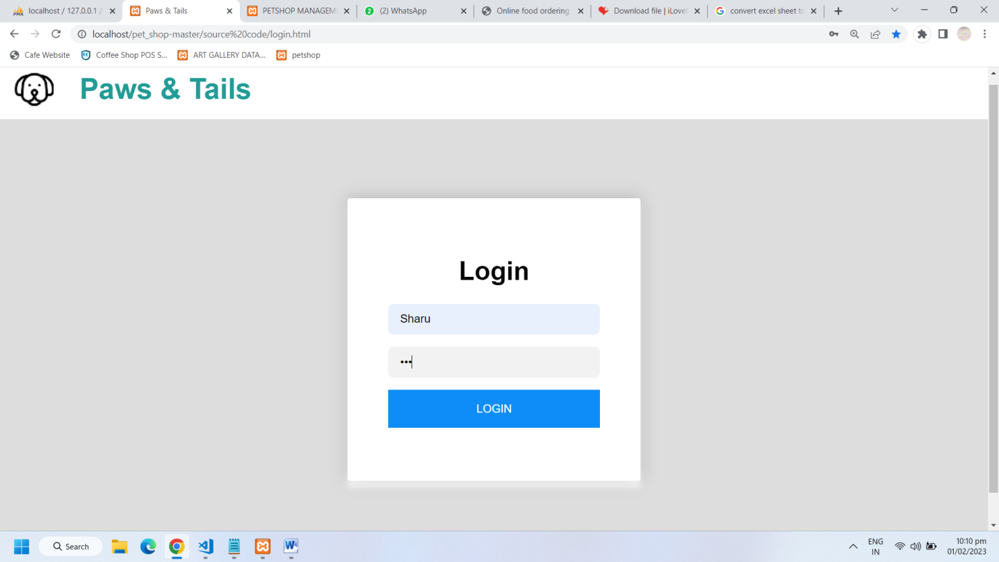 localhost / 127.0.0.1 /
Paws & Tails
PETSHOP MANAGEM
(2) WhatsApp
Online food ordering
Download file | iLoveP
convert excel sheet to
localhost/pet_shop-master/source%20code/login.html
Cafe Website
Coffee Shop POS S...
ART GALLERY DATA...
petshop
Paws & Tails
Login
Sharu
LOGIN
Search
ENG
IN
10:10 pm
01/02/2023